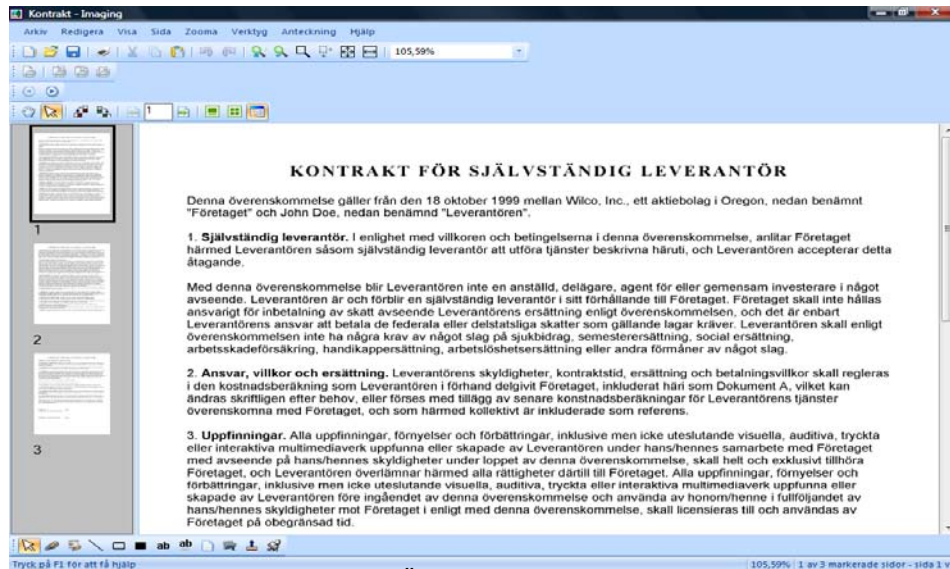 Kontrakt - Imaging
Arkiv Redigera Visa Sida Zooma Verktyg Anteckning Hjälp
105,59%
1
KONTRAKT FÖR SJÄLVSTÄNDIG LEVERANTÖR
Denna överenskommelse gäller från den 18 oktober 1999 mellan Wilco, Inc., ett aktiebolag i Oregon, nedan benämnt
"Företaget" och John Doe, nedan benämnd "Leverantören".
1. Självständig leverantör. I enlighet med villkoren och betingelserna i denna överenskommelse, anlitar Företaget
härmed Leverantören såsom självständig leverantör att utföra tjänster beskrivna häruti, och Leverantören accepterar detta
åtagande.
Med denna överenskommelse blir Leverantören inte en anställd, delägare, agent för eller gemensam investerare i något
avseende. Leverantören är och förblir en självständig leverantör i sitt förhållande till Företaget. Företaget skall inte hållas
ansvarigt för inbetalning av skatt avseende Leverantörens ersättning enligt överenskommelsen, och det är enbart
Leverantörens ansvar att betala de federala eller delstatsliga skatter som gällande lagar kräver. Leverantören skall enligt
överenskommelsen inte ha några krav av något slag på sjukbidrag, semesterersättning, social ersättning,
arbetsskadeförsäkring, handikappersättning, arbetslöshetsersättning eller andra förmåner av något slag.
2. Ansvar, villkor och ersättning. Leverantörens skyldigheter, kontraktstid, ersättning och betalningsvillkor skall regleras
i den kostnadsberäkning som Leverantören i förhand delgivit Företaget, inkluderat häri som Dokument A, vilket kan
ändras skriftligen efter behov, eller förses med tillägg av senare konstnadsberäkningar för Leverantörens tjänster
överenskomna med Företaget, och som härmed kollektivt är inkluderade som referens.
3. Uppfinningar. Alla uppfinningar, förnyelser och förbättringar, inklusive men icke uteslutande visuella, auditiva, tryckta
eller interaktiva multimediaverk uppfunna eller skapade av Leverantören under hans/hennes samarbete med Företaget
med avseende på hans/hennes skyldigheter under loppet av denna överenskommelse, skall helt och exklusivt tillhöra
Företaget, och Leverantören överlämnar härmed alla rättigheter därtill till Företaget. Alla uppfinningar, förnyelser och
förbättringar, inklusive men icke uteslutande visuella, auditiva, tryckta eller interaktiva multimediaverk uppfunna eller
skapade av Leverantören före ingåendet av denna överenskommelse och använda av honom/henne i fullföljandet av
hans/hennes skyldigheter mot Företaget i enligt med denna överenskommelse, skall licensieras till och användas av
Företaget på obegränsad tid.
1
2
3
ab ab
Tryck på F1 för att få hjälp
105,59% 1 av 3 markerade sidor - sida 1